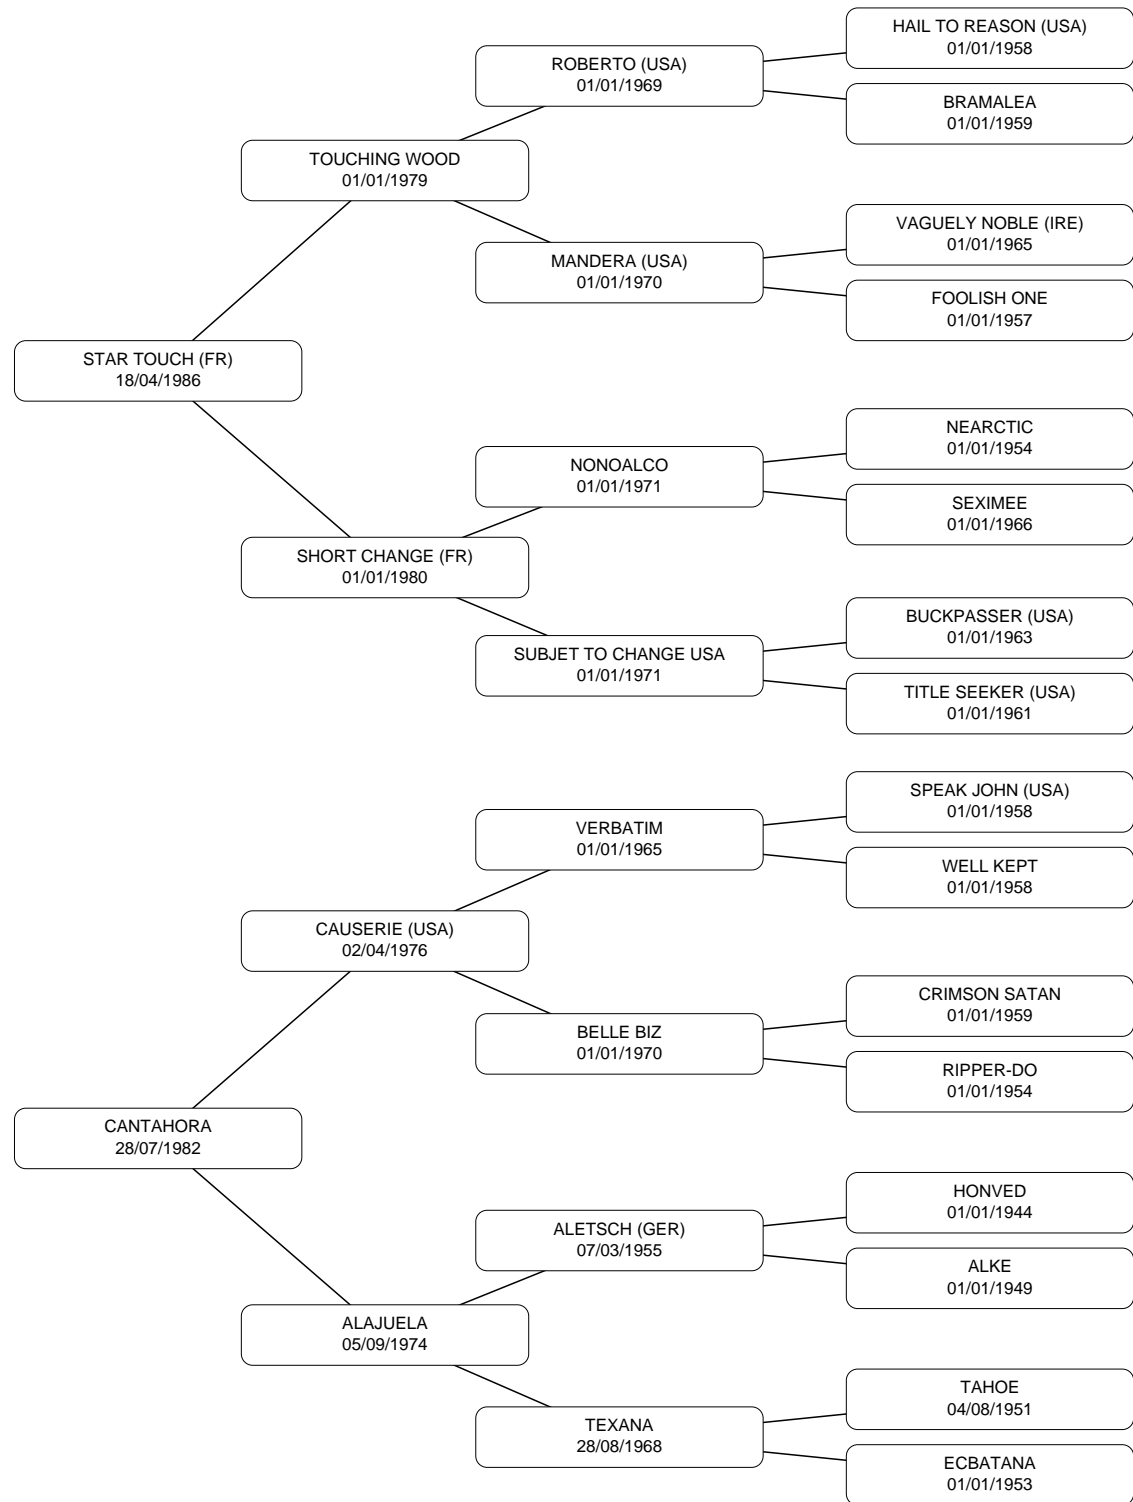 HAIL TO REASON (USA)
01/01/1958
ROBERTO (USA)
01/01/1969
BRAMALEA
01/01/1959
TOUCHING WOOD
01/01/1979
VAGUELY NOBLE (IRE)
01/01/1965
MANDERA (USA)
01/01/1970
FOOLISH ONE
01/01/1957
STAR TOUCH (FR)
18/04/1986
NEARCTIC
01/01/1954
NONOALCO
01/01/1971
SEXIMEE
01/01/1966
SHORT CHANGE (FR)
01/01/1980
BUCKPASSER (USA)
01/01/1963
SUBJET TO CHANGE USA
01/01/1971
TITLE SEEKER (USA)
01/01/1961
SPEAK JOHN (USA)
01/01/1958
VERBATIM
01/01/1965
WELL KEPT
01/01/1958
CAUSERIE (USA)
02/04/1976
CRIMSON SATAN
01/01/1959
BELLE BIZ
01/01/1970
RIPPER-DO
01/01/1954
CANTAHORA
28/07/1982
HONVED
01/01/1944
ALETSCH (GER)
07/03/1955
ALKE
01/01/1949
ALAJUELA
05/09/1974
TAHOE
04/08/1951
TEXANA
28/08/1968
ECBATANA
01/01/1953